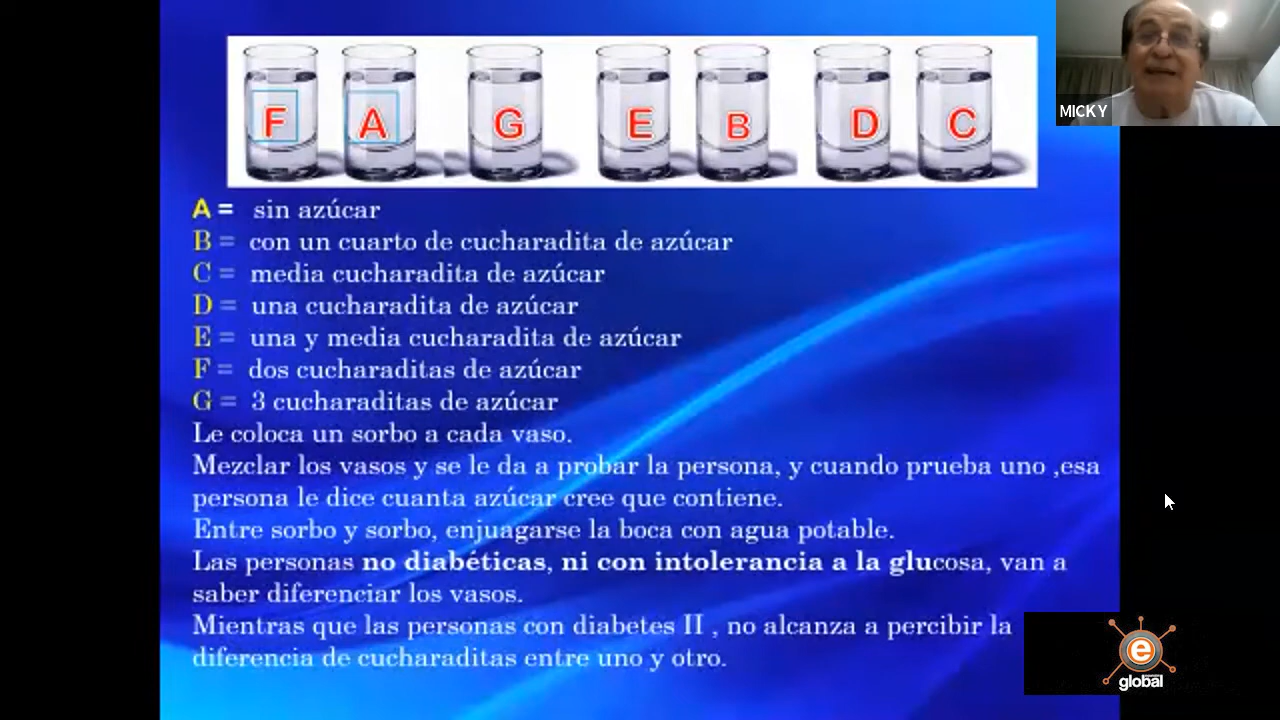 F A G E B D C
MICKY
A = sin azúcar
B = con un cuarto de cucharadita de azúcar
C = media cucharadita de azúcar
D = una cucharadita de azúcar
E = una y media cucharadita de azúcar
F = dos cucharaditas de azúcar
G = 3 cucharaditas de azúcar
Le coloca un sorbo a cada vaso.
Mezclar los vasos y se le da a probar la persona, y cuando prueba uno ,esa
persona le dice cuanta azúcar cree que contiene.
Entre sorbo y sorbo, enjuagarse la boca con agua potable.
Las personas no diabéticas, ni con intolerancia a la glucosa, van a
saber diferenciar los vasos.
Mientras que las personas con diabetes II , no alcanza a percibir la
diferencia de cucharaditas entre uno y otro.
e
global